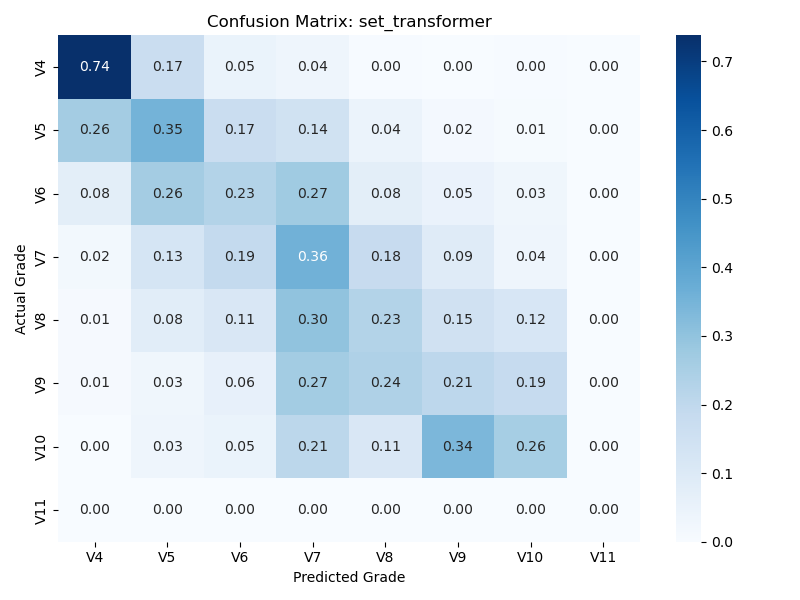 Confusion Matrix: set_transformer
V4 0.74 0.17 0.05 0.04 0.00 0.00 0.00 0.00
V5 0.26 0.35 0.17 0.14 0.04 0.02 0.01 0.00
V6 0.08 0.26 0.23 0.27 0.08 0.05 0.03 0.00
V7 0.02 0.13 0.19 0.36 0.18 0.09 0.04 0.00
V8 0.01 0.08 0.11 0.30 0.23 0.15 0.12 0.00
V9 0.01 0.03 0.06 0.27 0.24 0.21 0.19 0.00
V10 0.00 0.03 0.05 0.21 0.11 0.34 0.26 0.00
V11 0.00 0.00 0.00 0.00 0.00 0.00 0.00 0.00
V4 V5 V6 V7 V8 V9 V10 V11
Predicted Grade
Actual Grade
0.7
0.6
0.5
0.4
0.3
0.2
0.1
0.0